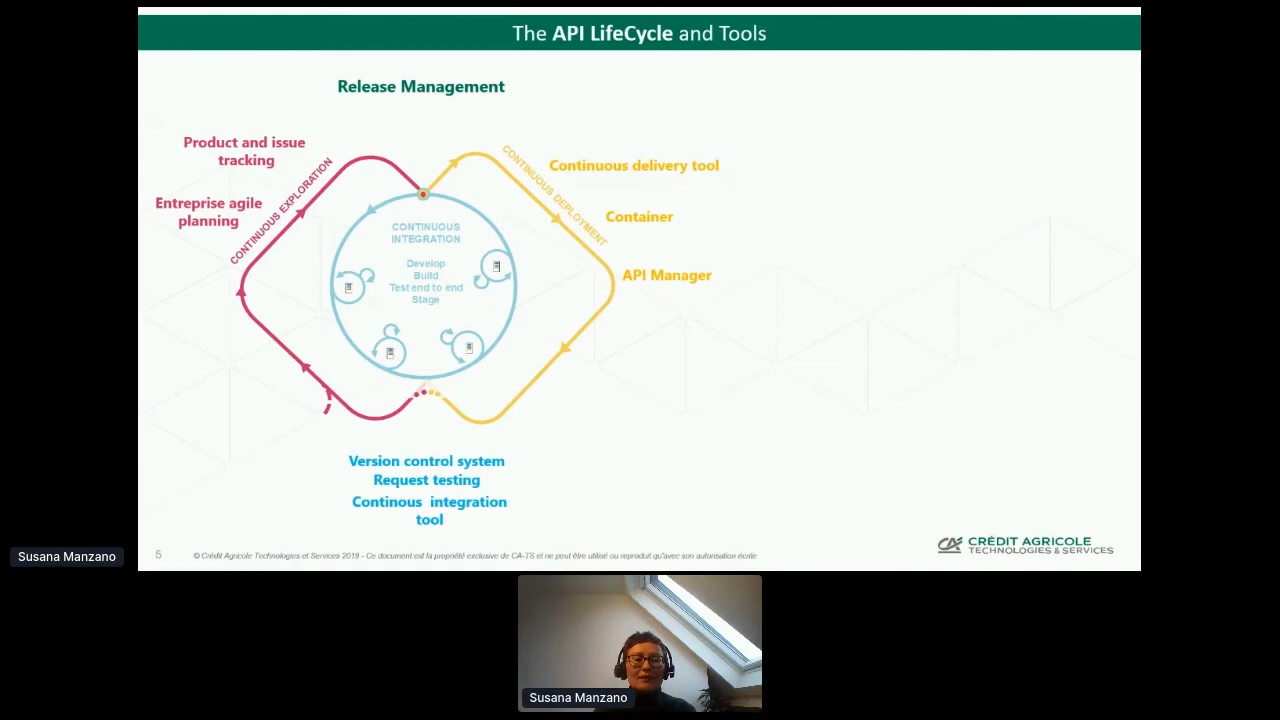 The API LifeCycle and Tools
Release Management
Product and issue
tracking
Entreprise agile
planning
CONTINUOUS EXPLORATION
CONTINUOUS DEPLOYMENT
Continuous delivery tool
Container
API Manager
CONTINUOUS
INTEGRATION
Develop
Build
Test end to end
Stage
Version control system
Request testing
Continous integration
tool
5
© Crédit Agricole Technologies et Services 2019 - Ce document est la propriété exclusive de CA-TS et ne peut être utilisé ou reproduit qu'avec son autorisation écrite
CRÉDIT AGRICOLE
TECHNOLOGIES & SERVICES
Susana Manzano
Susana Manzano